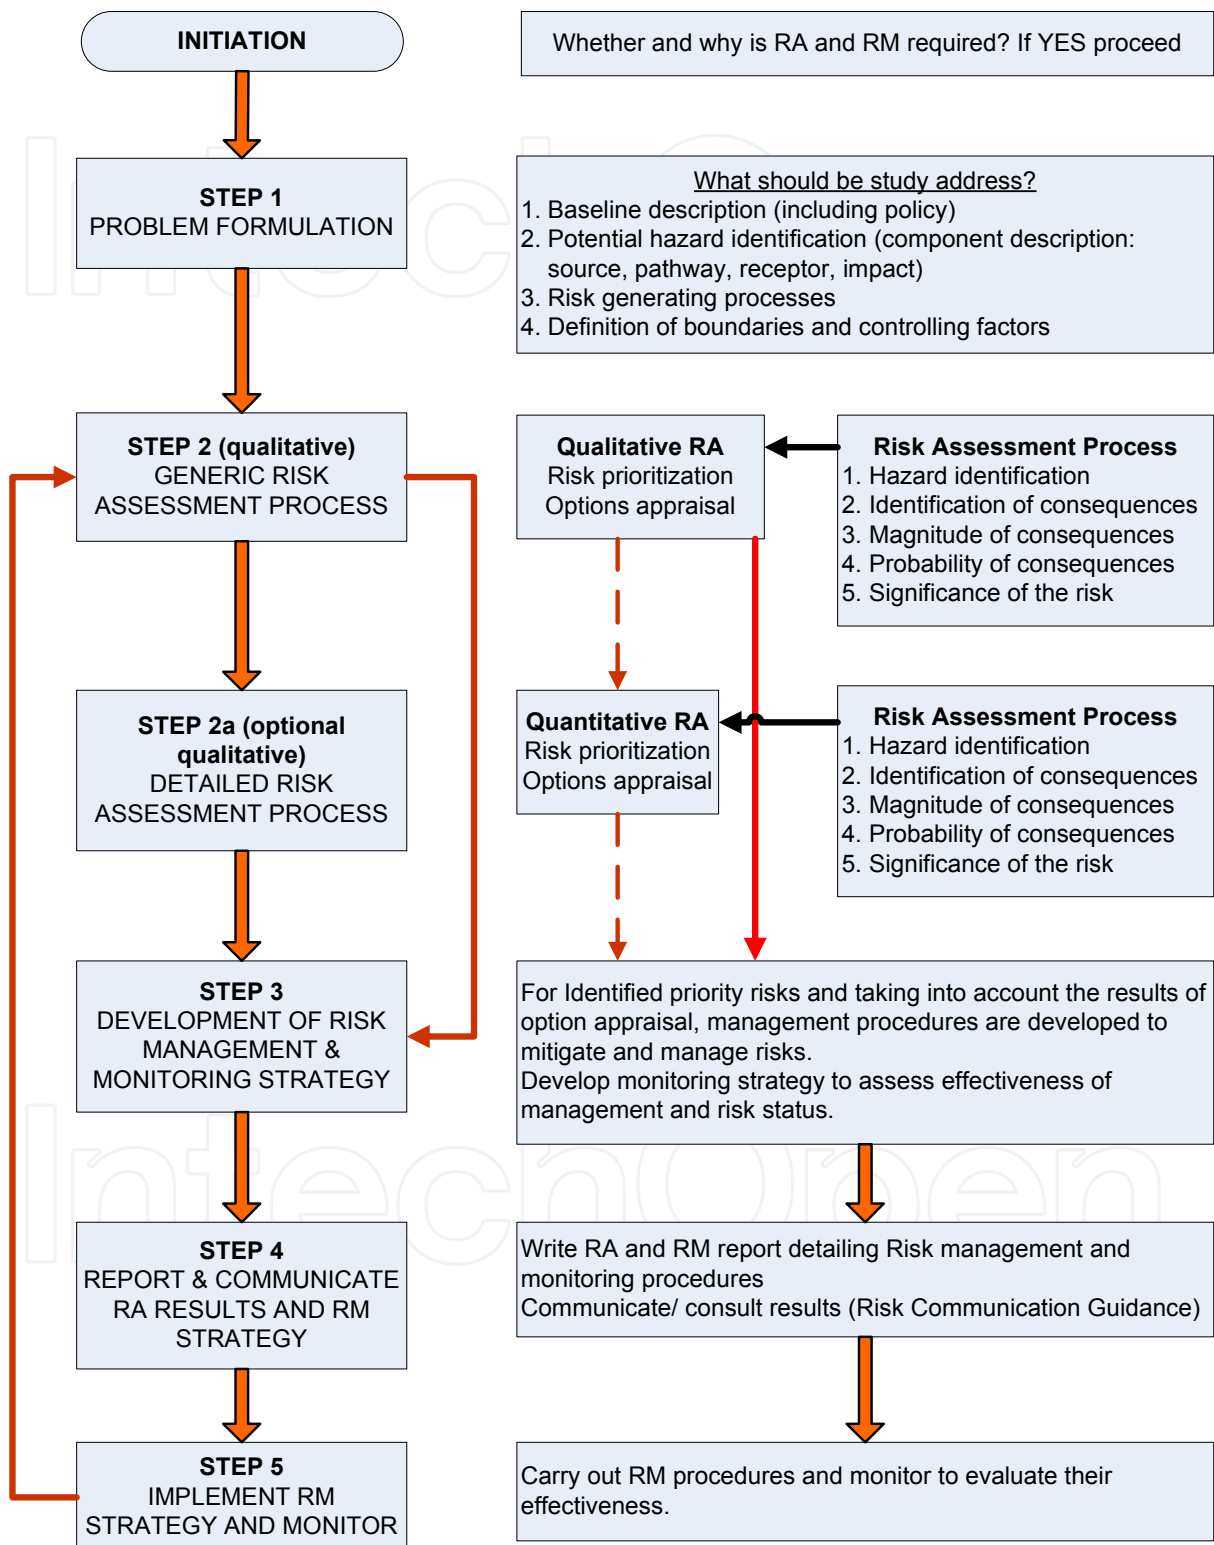 INITIATION
Whether and why is RA and RM required? If YES proceed
STEP 1
PROBLEM FORMULATION
What should be study address?
1. Baseline description (including policy)
2. Potential hazard identification (component description:
source, pathway, receptor, impact)
3. Risk generating processes
4. Definition of boundaries and controlling factors
STEP 2 (qualitative)
GENERIC RISK
ASSESSMENT PROCESS
Qualitative RA
Risk prioritization
Options appraisal
Risk Assessment Process
1. Hazard identification
2. Identification of consequences
3. Magnitude of consequences
4. Probability of consequences
5. Significance of the risk
STEP 2a (optional
qualitative)
DETAILED RISK
ASSESSMENT PROCESS
Quantitative RA
Risk prioritization
Options appraisal
Risk Assessment Process
1. Hazard identification
2. Identification of consequences
3. Magnitude of consequences
4. Probability of consequences
5. Significance of the risk
STEP 3
DEVELOPMENT OF RISK
MANAGEMENT &
MONITORING STRATEGY
For Identified priority risks and taking into account the results of
option appraisal, management procedures are developed to
mitigate and manage risks.
Develop monitoring strategy to assess effectiveness of
management and risk status.
STEP 4
REPORT & COMMUNICATE
RA RESULTS AND RM
STRATEGY
Write RA and RM report detailing Risk management and
monitoring procedures
Communicate/ consult results (Risk Communication Guidance)
STEP 5
IMPLEMENT RM
STRATEGY AND MONITOR
Carry out RM procedures and monitor to evaluate their
effectiveness.
IntechOpen